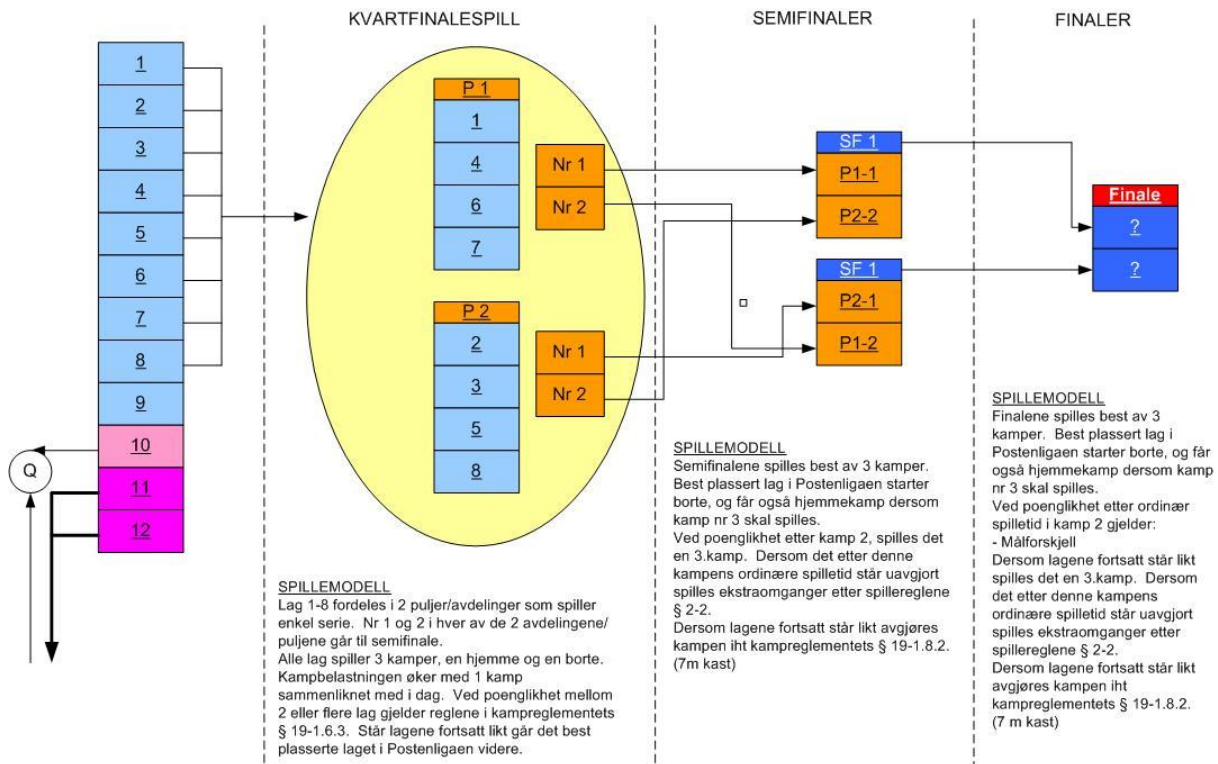 KVARTFINALESPILL
SEMIFINALER
FINALER
1
2
3
4
5
6
7
8
9
10
11
12
Q
P 1
1
4
6
7
Nr 1
Nr 2
P 2
2
3
5
8
Nr 1
Nr 2
SF 1
P1-1
P2-2
SF 1
P2-1
P1-2
Finale
?
?
SPILLEMODELL
Lag 1-8 fordeles i 2 puljer/avdelinger som spiller
enkel serie. Nr 1 og 2 i hver av de 2 avdelingene/
puljene går til semifinale.
Alle lag spiller 3 kamper, en hjemme og en borte.
Kampbelastningen øker med 1 kamp
sammenliknet med i dag. Ved poenglikhet mellom
2 eller flere lag gjelder reglene i kampreglementets
§ 19-1.6.3. Står lagene fortsatt likt går det best
plasserte laget i Postenligaen videre.
SPILLEMODELL
Semifinalene spilles best av 3 kamper.
Best plassert lag i Postenligaen starter
borte, og får også hjemmekamp dersom
kamp nr 3 skal spilles.
Ved poenglikhet etter kamp 2, spilles det
en 3.kamp. Dersom det etter denne
kampens ordinære spilletid står uavgjort
spilles ekstraomganger etter spillereglene
§ 2-2.
Dersom lagene fortsatt står likt avgjøres
kampen iht kampreglementets § 19-1.8.2.
(7m kast)
SPILLEMODELL
Finalene spilles best av 3
kamper. Best plassert lag i
Postenligaen starter borte, og får
også hjemmekamp dersom kamp
nr 3 skal spilles.
Ved poenglikhet etter ordinær
spilletid i kamp 2 gjelder:
- Målforskjell
Dersom lagene fortsatt står likt
spilles det en 3.kamp. Dersom
det etter denne kampens
ordinære spilletid står uavgjort
spilles ekstraomganger etter
spillereglene § 2-2.
Dersom lagene fortsatt står likt
avgjøres kampen iht
kampreglementets § 19-1.8.2.
(7 m kast)